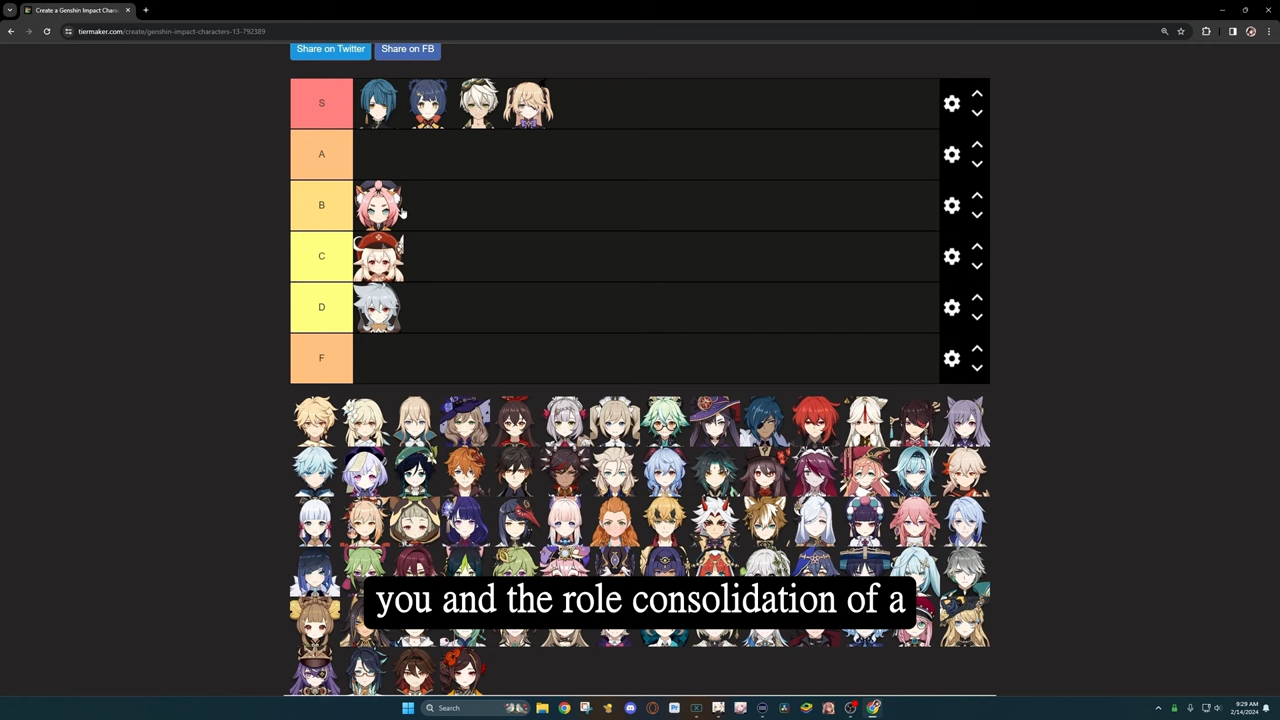 Create a Genshin Impact Chara
tiermaker.com/create/genshin-impact-characters-13-792389
Share on Twitter
Share on FB
S
A
B
C
D
F
you and the role consolidation of a
Search
9:29 AM
2/14/2024